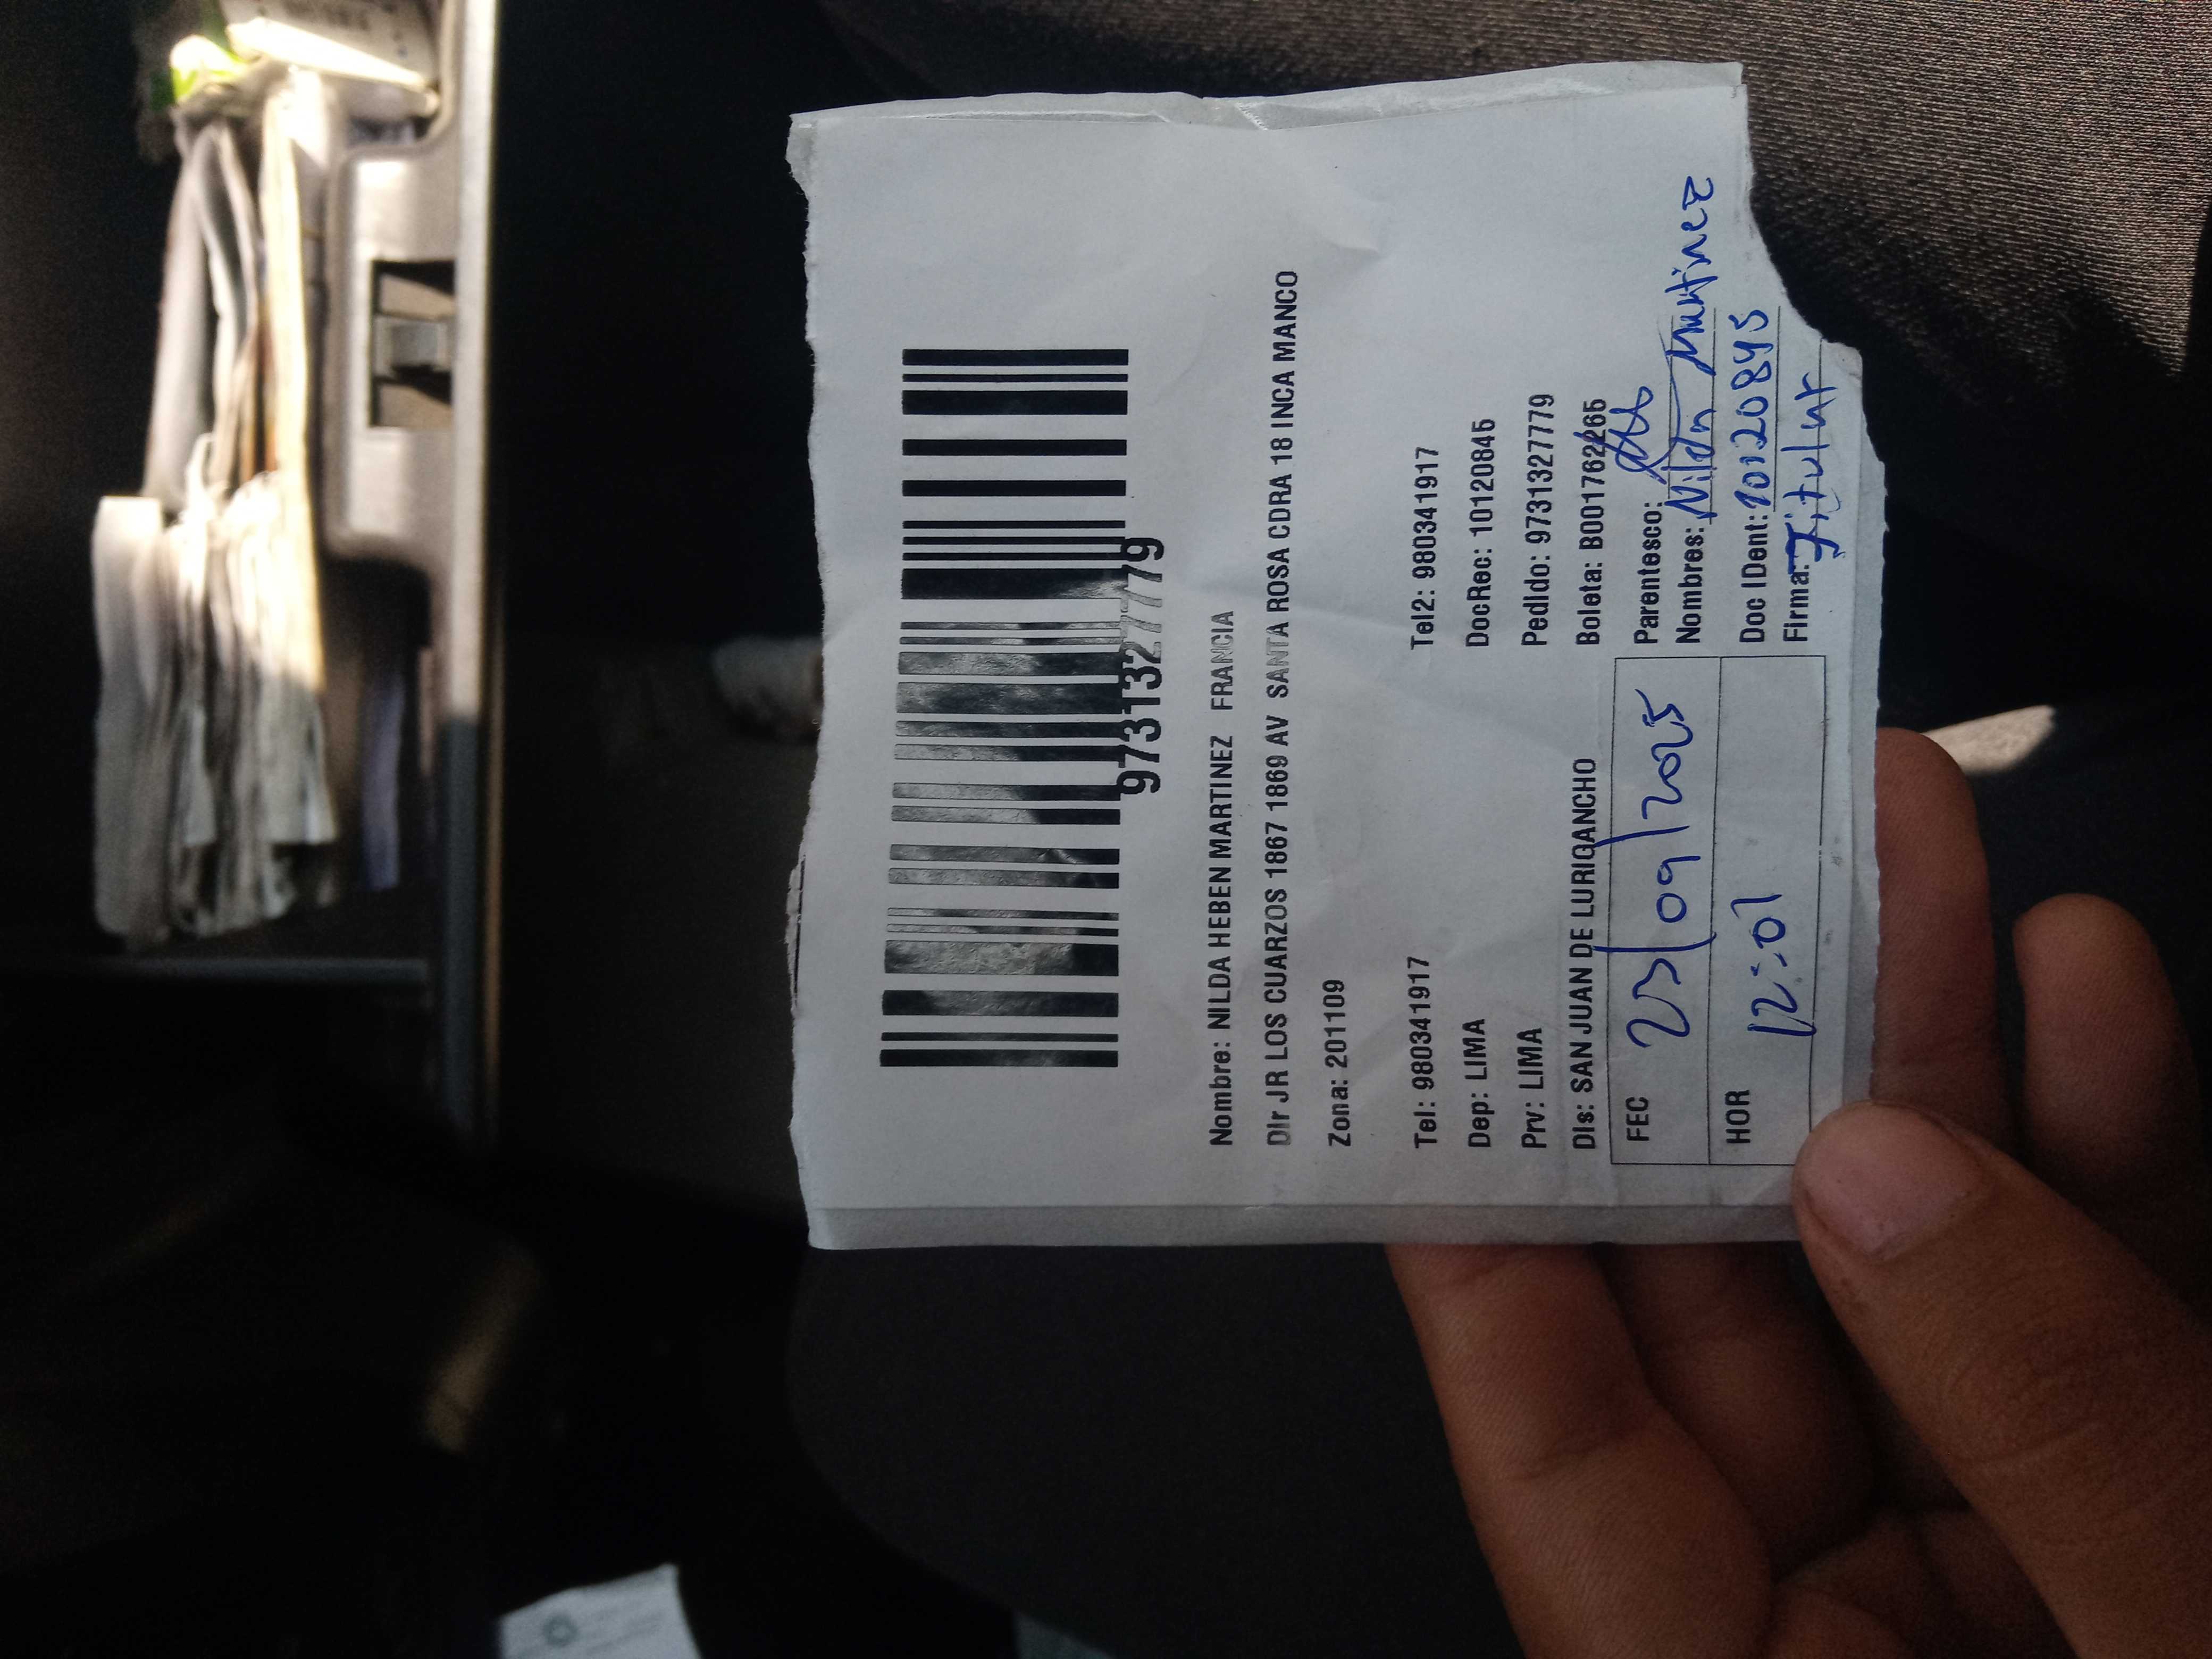 9731327779
Nombre: NILDA HEBEN MARTINEZ FRANCIA
Dir JR LOS CUARZOS 1867 1869 AV SANTA ROSA CDRA 18 INCA MANCO
Zona: 201109
Tel: 980341917 Tel2: 980341917
Dep: LIMA DocRec: 10120845
Prv: LIMA Pedido: 9731327779
Dis: SAN JUAN DE LURIGANCHO Boleta: B001762265
FEC 23/09/2025 Parentesco:
Nombres: Nilda Martinez
HOR 12:01 Doc IDent: 10120845
Firma: Titular